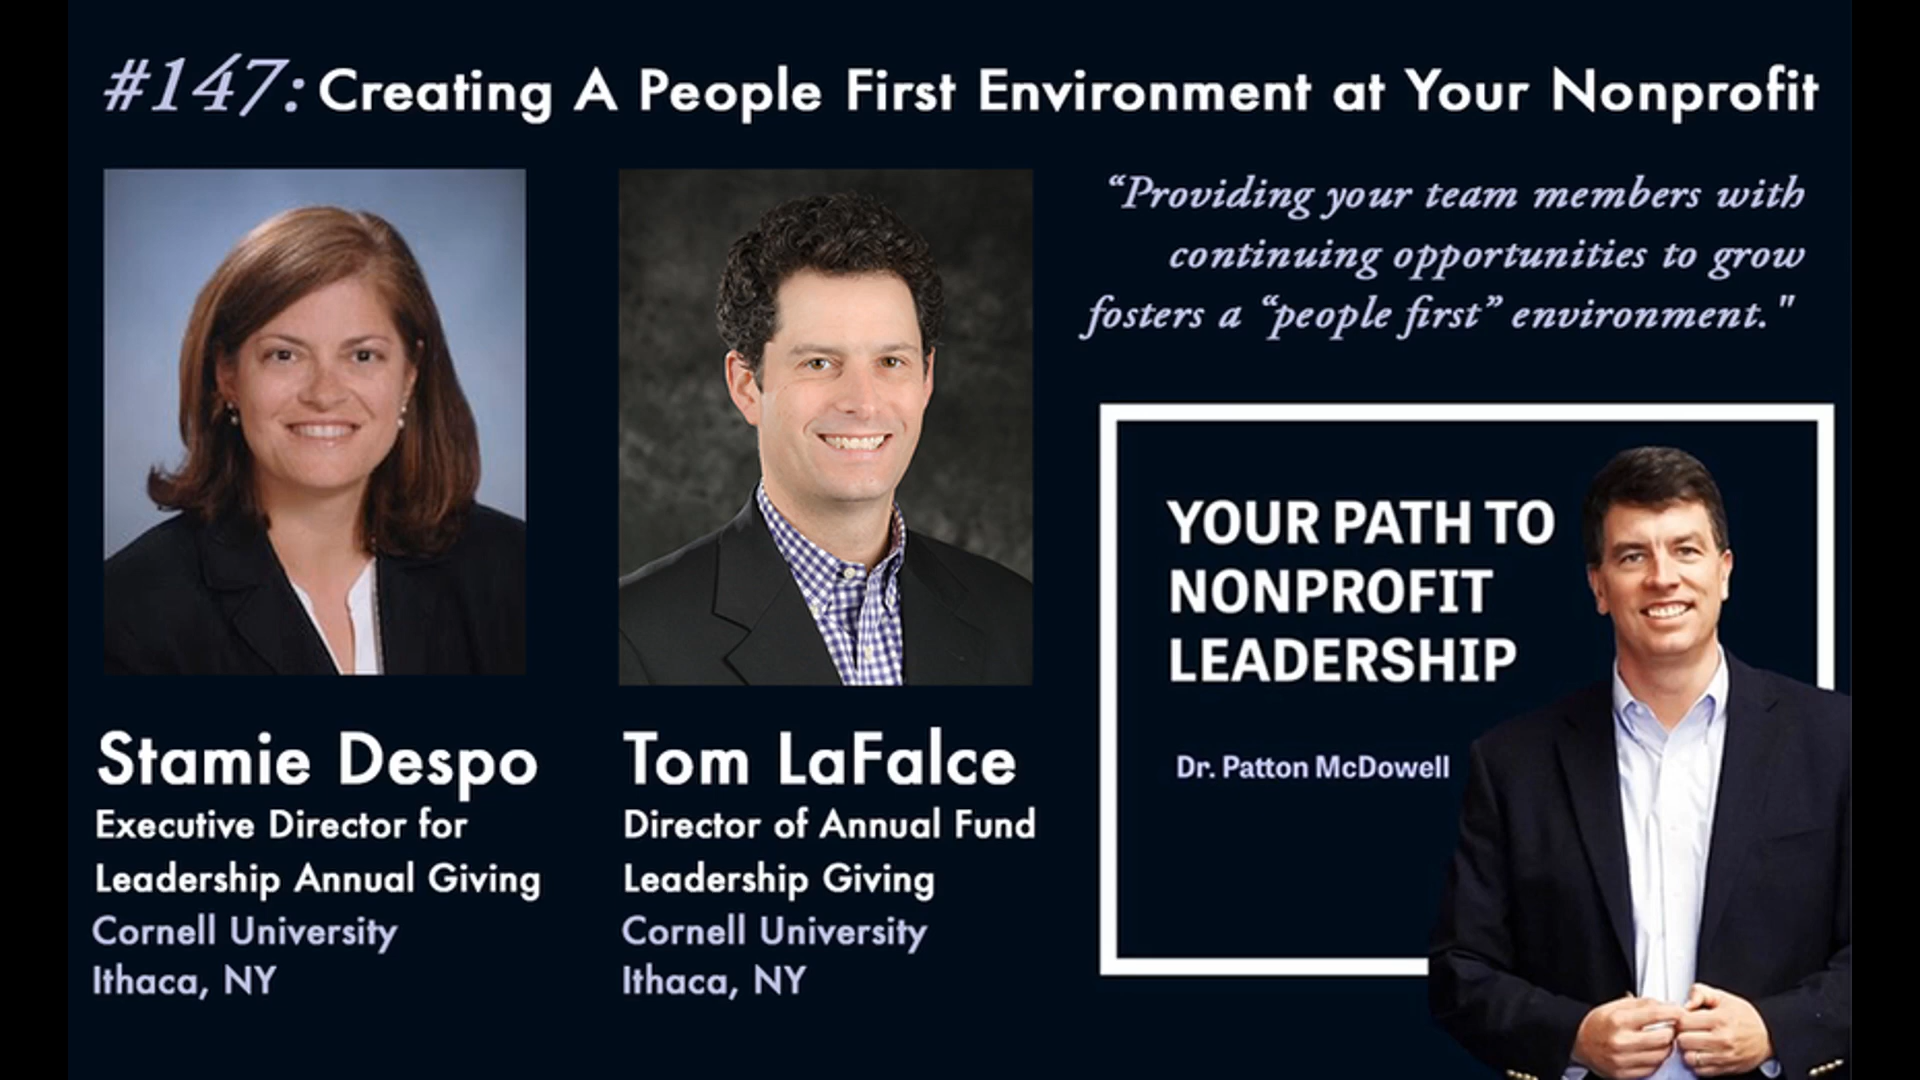 #147: Creating A People First Environment at Your Nonprofit
“Providing your team members with
continuing opportunities to grow
fosters a “people first” environment."
YOUR PATH TO
NONPROFIT
LEADERSHIP
Dr. Patton McDowell
Stamie Despo
Executive Director for
Leadership Annual Giving
Cornell University
Ithaca, NY
Tom LaFalce
Director of Annual Fund
Leadership Giving
Cornell University
Ithaca, NY